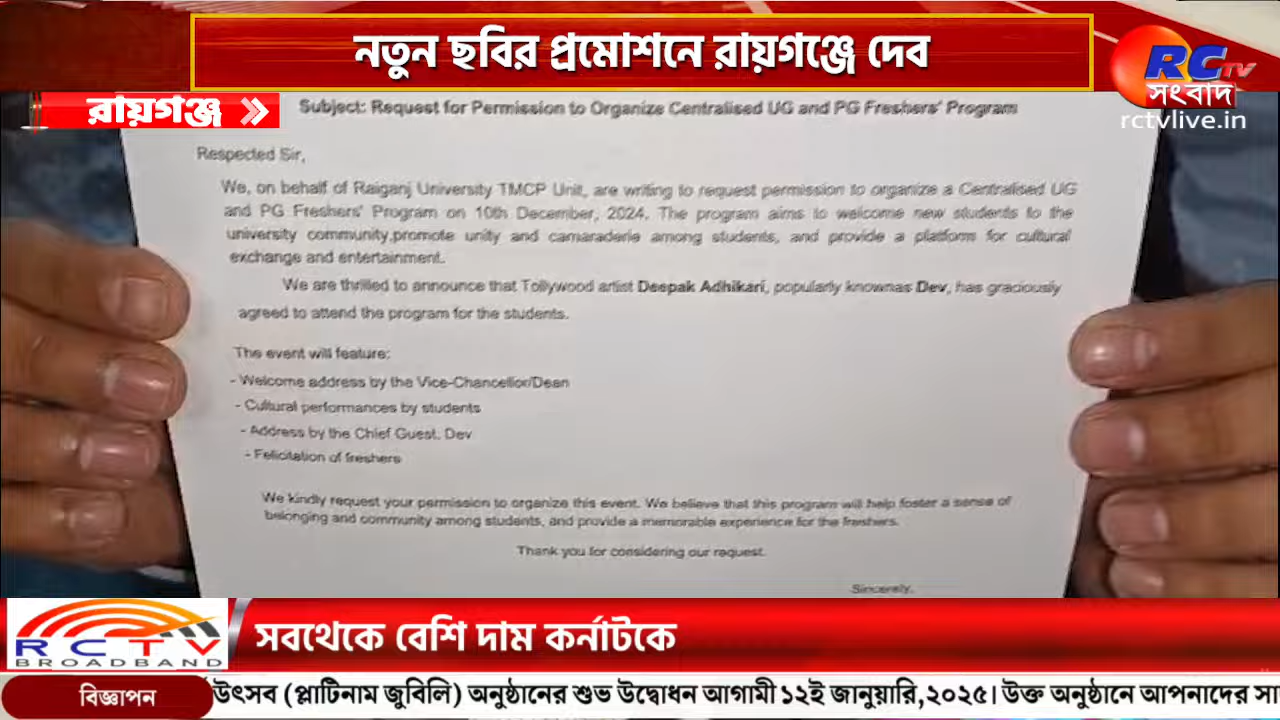 নতুন ছবির প্রমোশনে রায়গঞ্জে দেব
RCTV
সংবাদ
rctvlive.in
রায়গঞ্জ
Subject: Request for Permission to Organize Centralised UG and PG Freshers' Program
Respected Sir,
We, on behalf of Raiganj University TMCP Unit, are writing to request permission to organize a Centralised UG
and PG Freshers' Program on 10th December, 2024. The program aims to welcome new students to the
university community,promote unity and camaraderie among students, and provide a platform for cultural
exchange and entertainment.
We are thrilled to announce that Tollywood artist Deepak Adhikari, popularly knownas Dev, has graciously
agreed to attend the program for the students.
The event will feature:
- Welcome address by the Vice-Chancellor/Dean
- Cultural performances by students
- Address by the Chief Guest, Dev
- Felicitation of freshers
We kindly request your permission to organize this event. We believe that this program will help foster a sense of
belonging and community among students, and provide a memorable experience for the freshers.
Thank you for considering our request.
Sincerely,
RCTV
BROADBAND
সবথেকে বেশি দাম কর্নাটকে
বিজ্ঞাপন
উৎসব (প্লাটিনাম জুবিলি) অনুষ্ঠানের শুভ উদ্বোধন আগামী ১২ই জানুয়ারি,২০২৫। উক্ত অনুষ্ঠানে আপনাদের